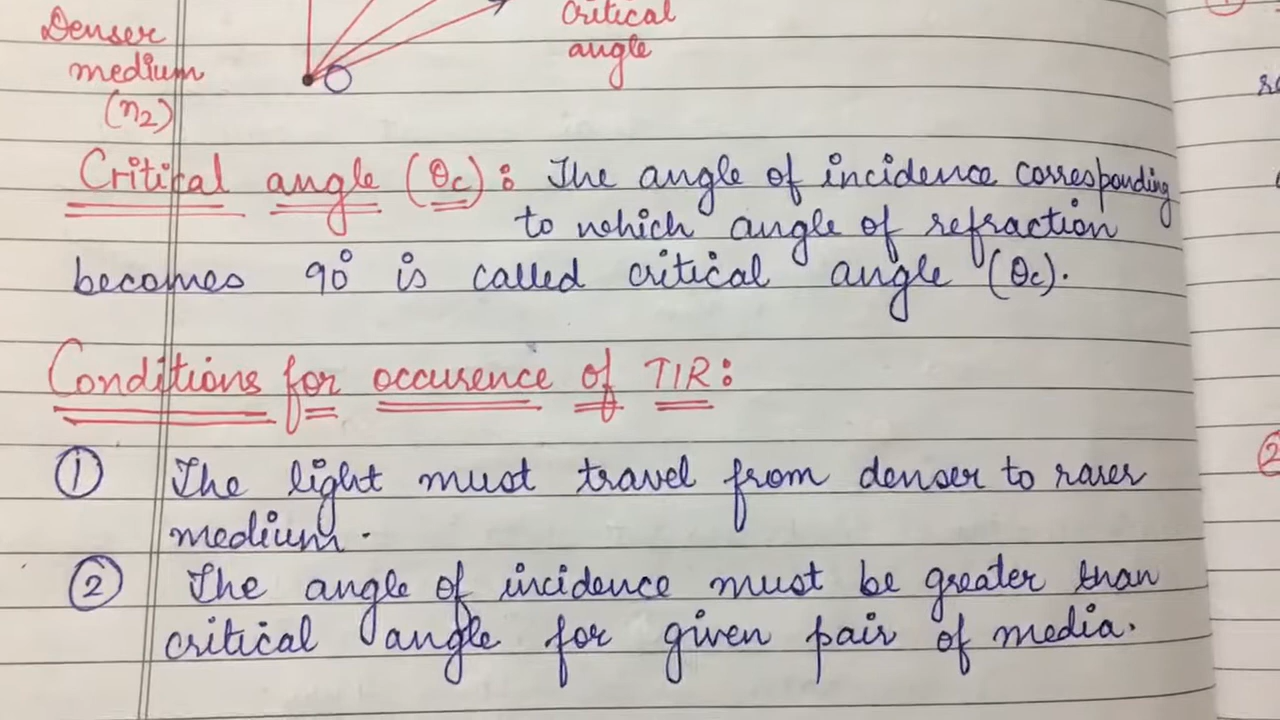 Denser
medium
(n2)
Critical
angle
Critical angle (θc): The angle of incidence corresponding
to which angle of refraction
becomes 90° is called critical angle (θc).
Conditions for occurence of TIR:
① The light must travel from denser to rarer
medium.
② The angle of incidence must be greater than
critical angle for given pair of media.